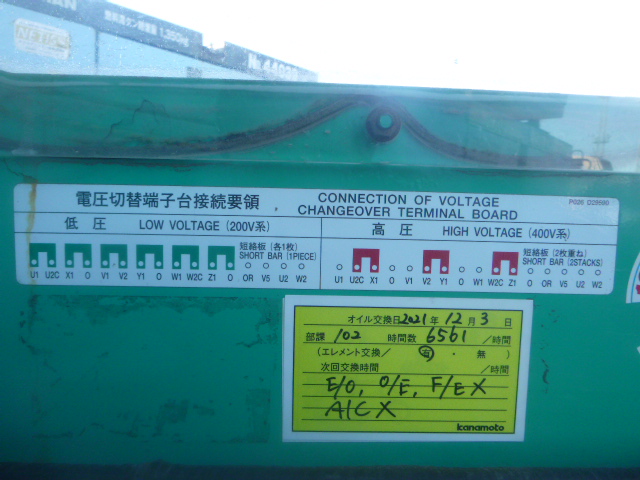 電圧切替端子台接続要領
CONNECTION OF VOLTAGE
CHANGEOVER TERMINAL BOARD
低圧 LOW VOLTAGE (200V系)
高圧 HIGH VOLTAGE (400V系)
短絡板 (各1枚)
SHORT BAR (1PIECE)
U1 U2C X1 O V1 V2 Y1 O W1 W2C Z1 O OR V5 U2 W2
短絡板 (2枚重ね)
SHORT BAR (2STACKS)
U1 U2C X1 O V1 V2 Y1 O W1 W2C Z1 O OR V5 U2 W2
オイル交換日2021年12月3日
部課 102 時間数 6561 /時間
(エレメント交換/ 有 ・ 無 )
次回交換時間 /時間
E/O, O/E, F/EX
A/C X
kanamoto